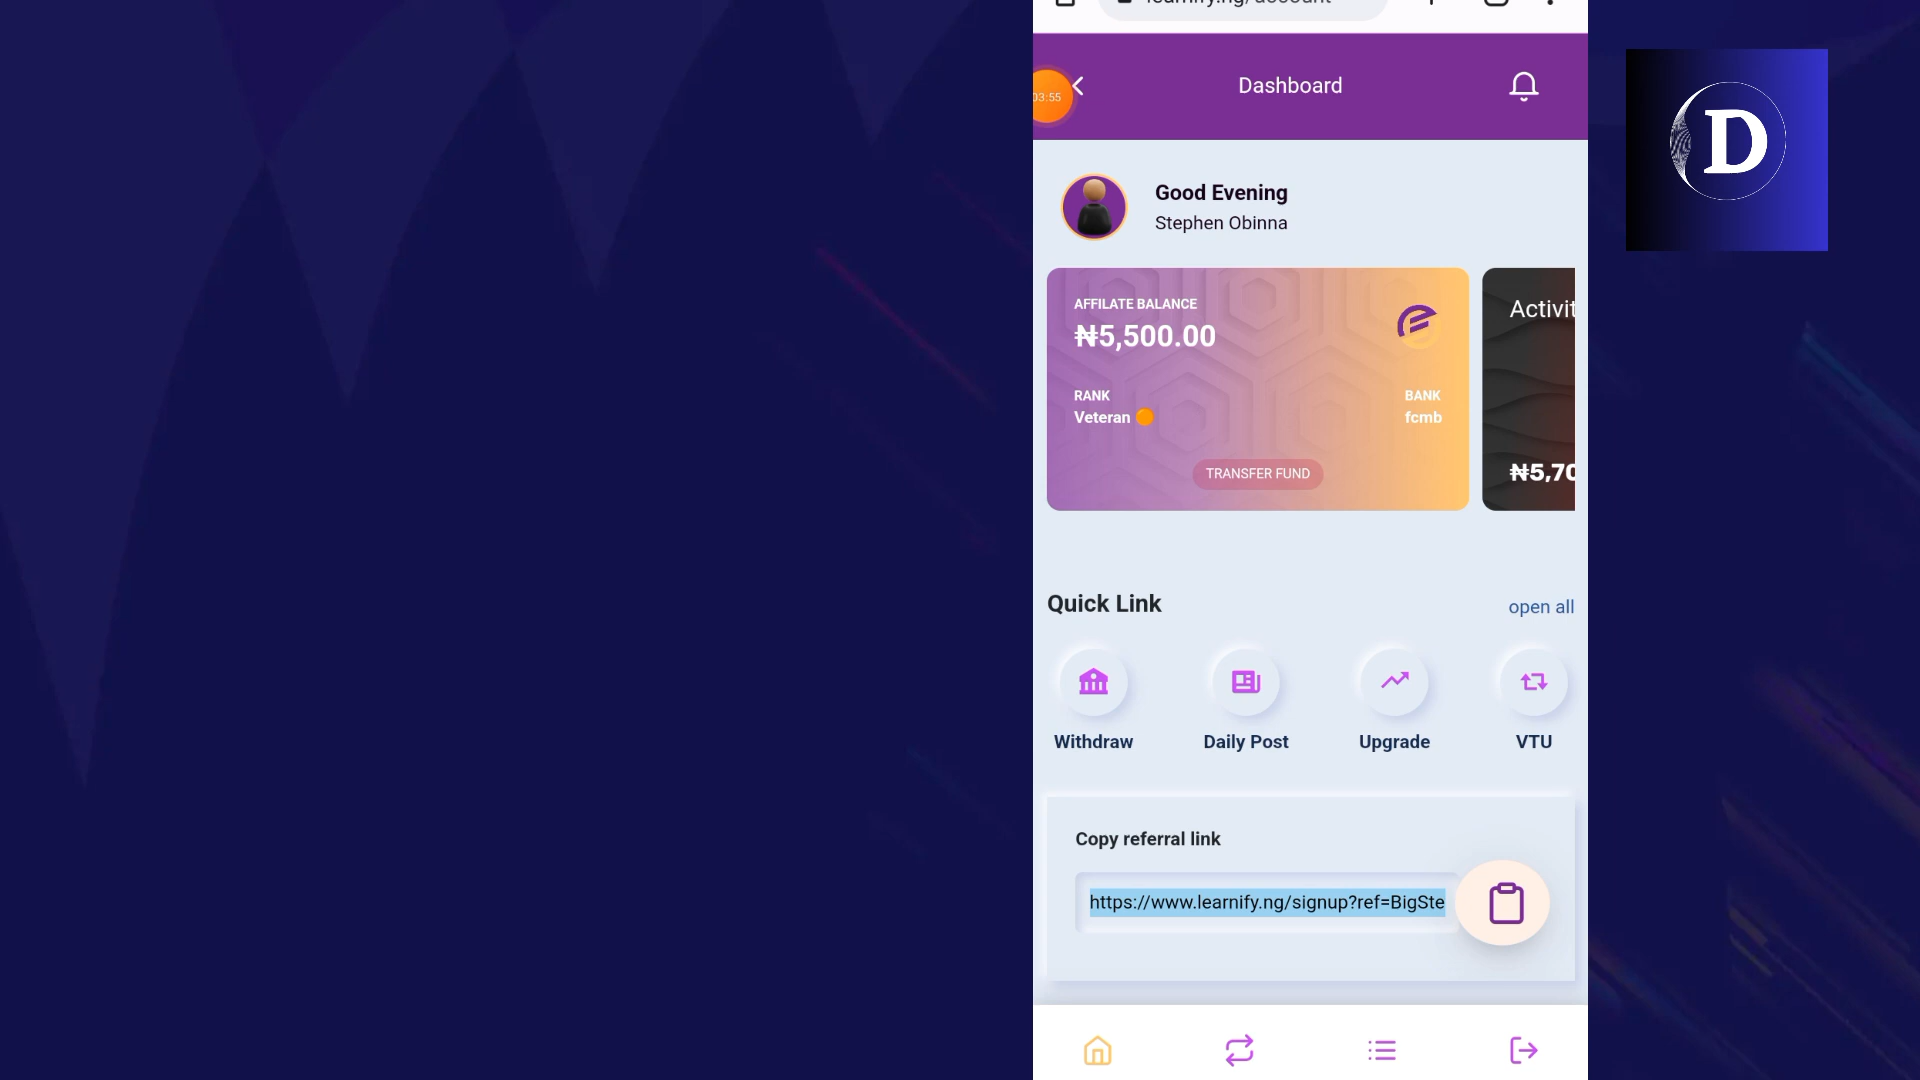 03:55
Dashboard
D
Good Evening
Stephen Obinna
AFFILATE BALANCE
₦5,500.00
RANK
Veteran
BANK
fcmb
TRANSFER FUND
Activit
₦5,70
Quick Link
open all
Withdraw
Daily Post
Upgrade
VTU
Copy referral link
https://www.learnify.ng/signup?ref=BigSte